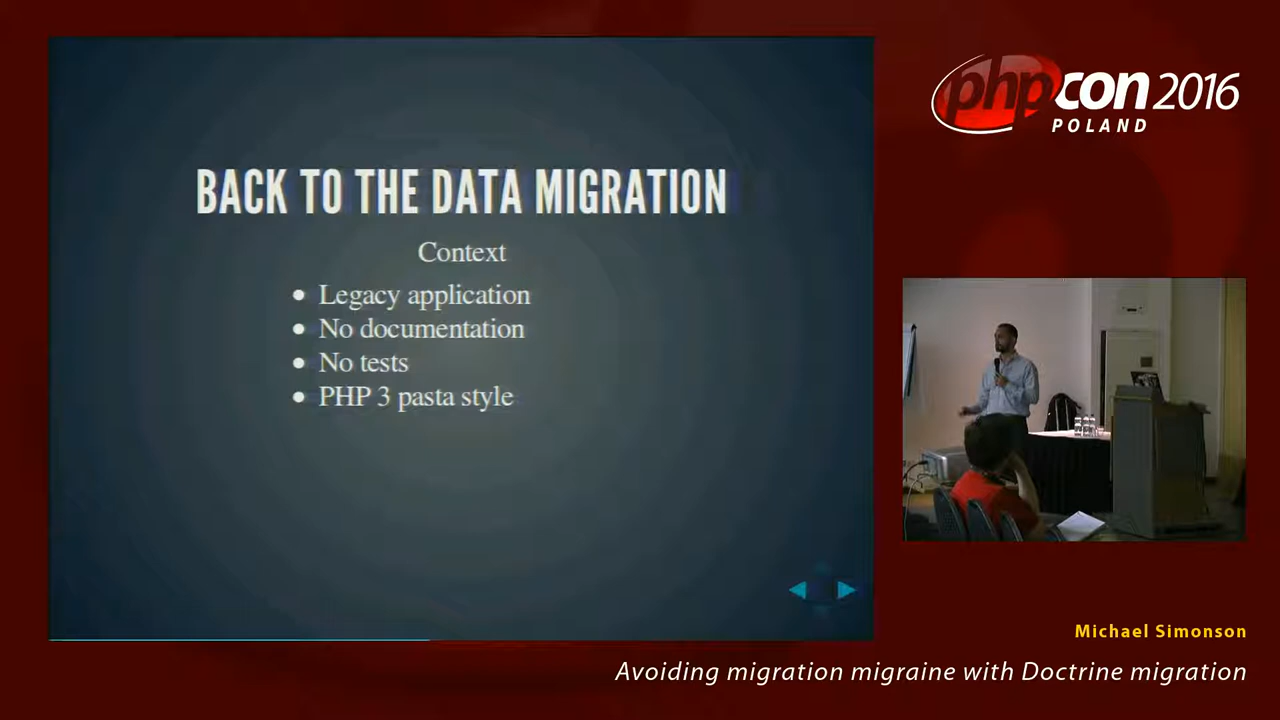 BACK TO THE DATA MIGRATION
Context
Legacy application
No documentation
No tests
PHP 3 pasta style
phpcon 2016
POLAND
Michael Simonson
Avoiding migration migraine with Doctrine migration